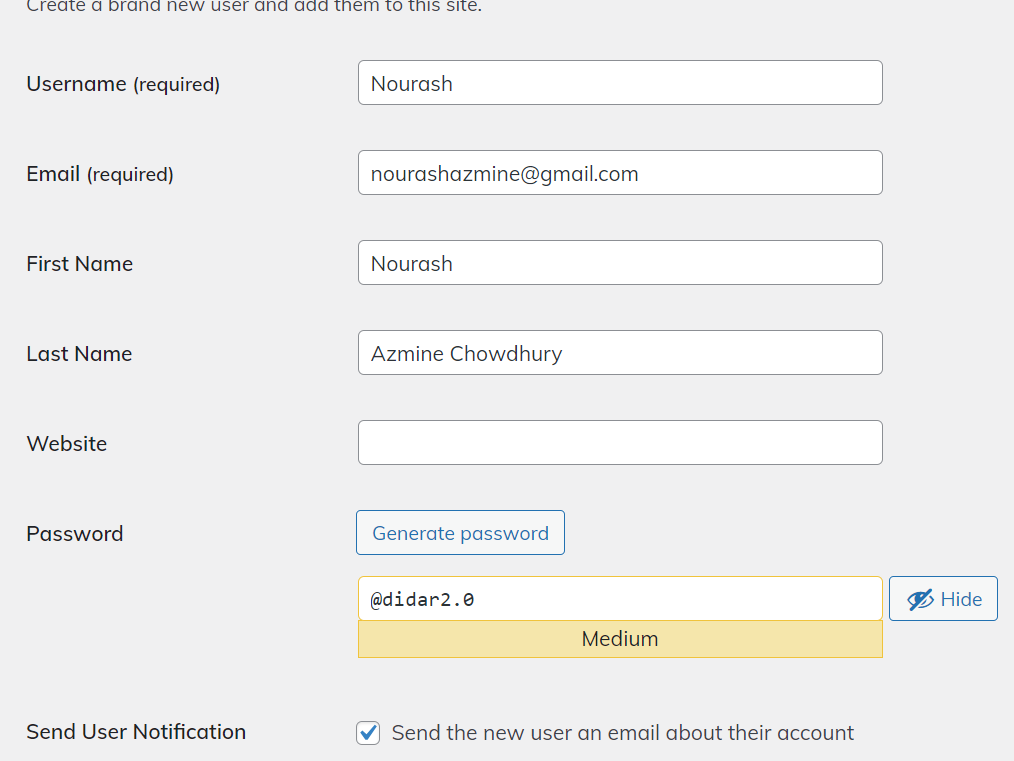 Create a brand new user and add them to this site.
Username (required)
Nourash
Email (required)
nourashazmine@gmail.com
First Name
Nourash
Last Name
Azmine Chowdhury
Website
Password
Generate password
@didar2.0
Hide
Medium
Send User Notification
Send the new user an email about their account